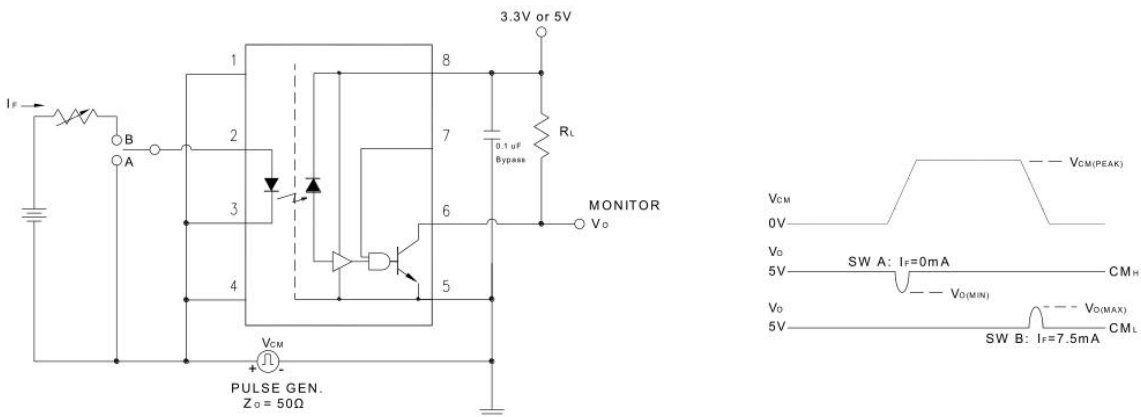 3.3V or 5V
1
8
IF
B
A
2
7
0.1 uF
Bypass
RL
3
6
MONITOR
Vo
4
5
VCM
+ -
PULSE GEN.
Zo = 50Ω
VCM(PEAK)
VCM
0V
Vo
5V
SW A: IF=0mA
CMH
VO(MIN)
Vo
5V
VO(MAX)
CML
SW B: IF=7.5mA